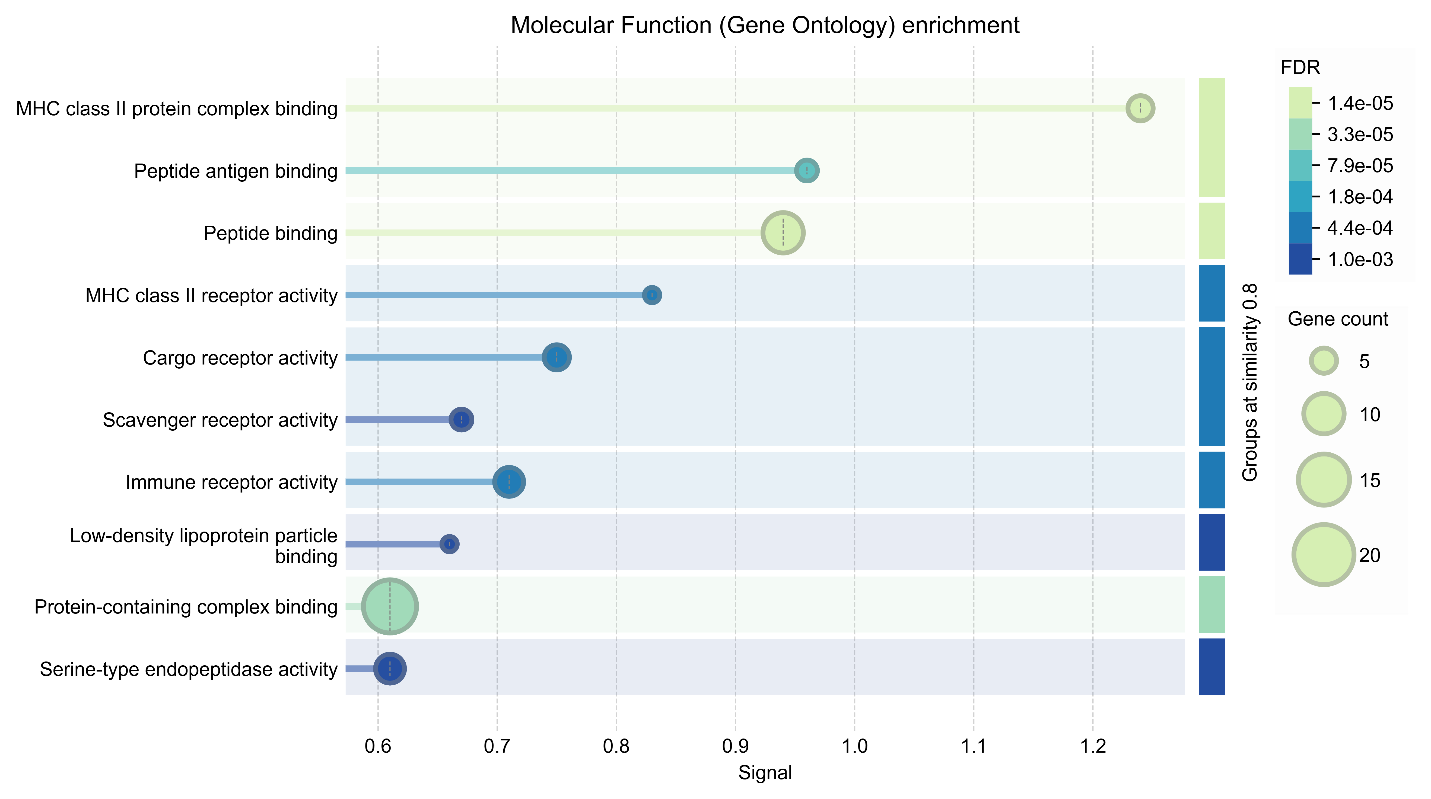 Molecular Function (Gene Ontology) enrichment
MHC class II protein complex binding
Peptide antigen binding
Peptide binding
MHC class II receptor activity
Cargo receptor activity
Scavenger receptor activity
Immune receptor activity
Low-density lipoprotein particle
binding
Protein-containing complex binding
Serine-type endopeptidase activity
0.6 0.7 0.8 0.9 1.0 1.1 1.2
Signal
Groups at similarity 0.8
FDR
1.4e-05
3.3e-05
7.9e-05
1.8e-04
4.4e-04
1.0e-03
Gene count
5
10
15
20